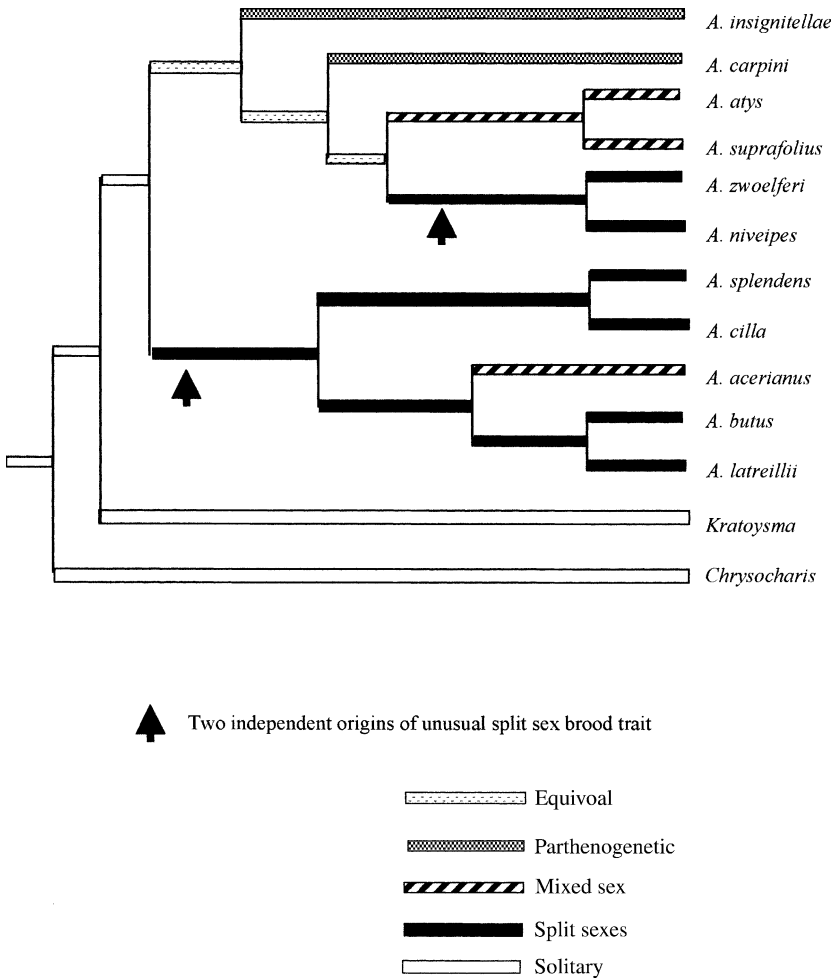 A. insignitellae
A. carpini
A. atys
A. suprafolius
A. zwoelferi
A. niveipes
A. splendens
A. cilla
A. acerianus
A. butus
A. latreillii
Kratoysma
Chrysocharis
Two independent origins of unusual split sex brood trait
Equivoal
Parthenogenetic
Mixed sex
Split sexes
Solitary